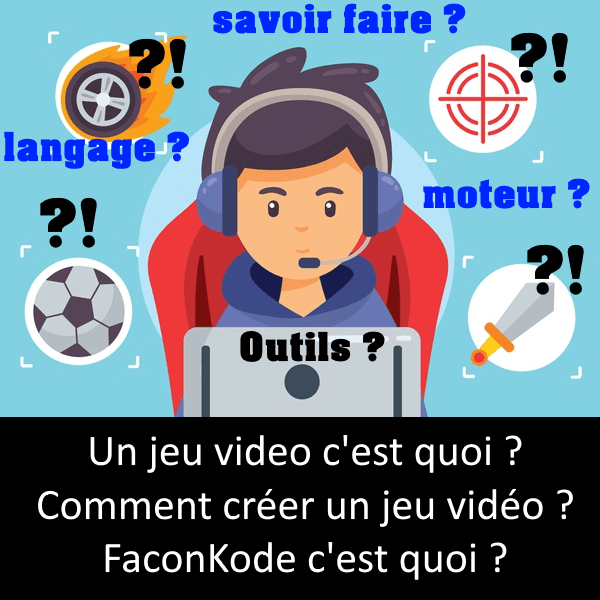 savoir faire ?
?!
?!
langage ?
moteur ?
?!
?!
Outils ?
Un jeu video c'est quoi ?
Comment créer un jeu vidéo ?
FaconKode c'est quoi ?